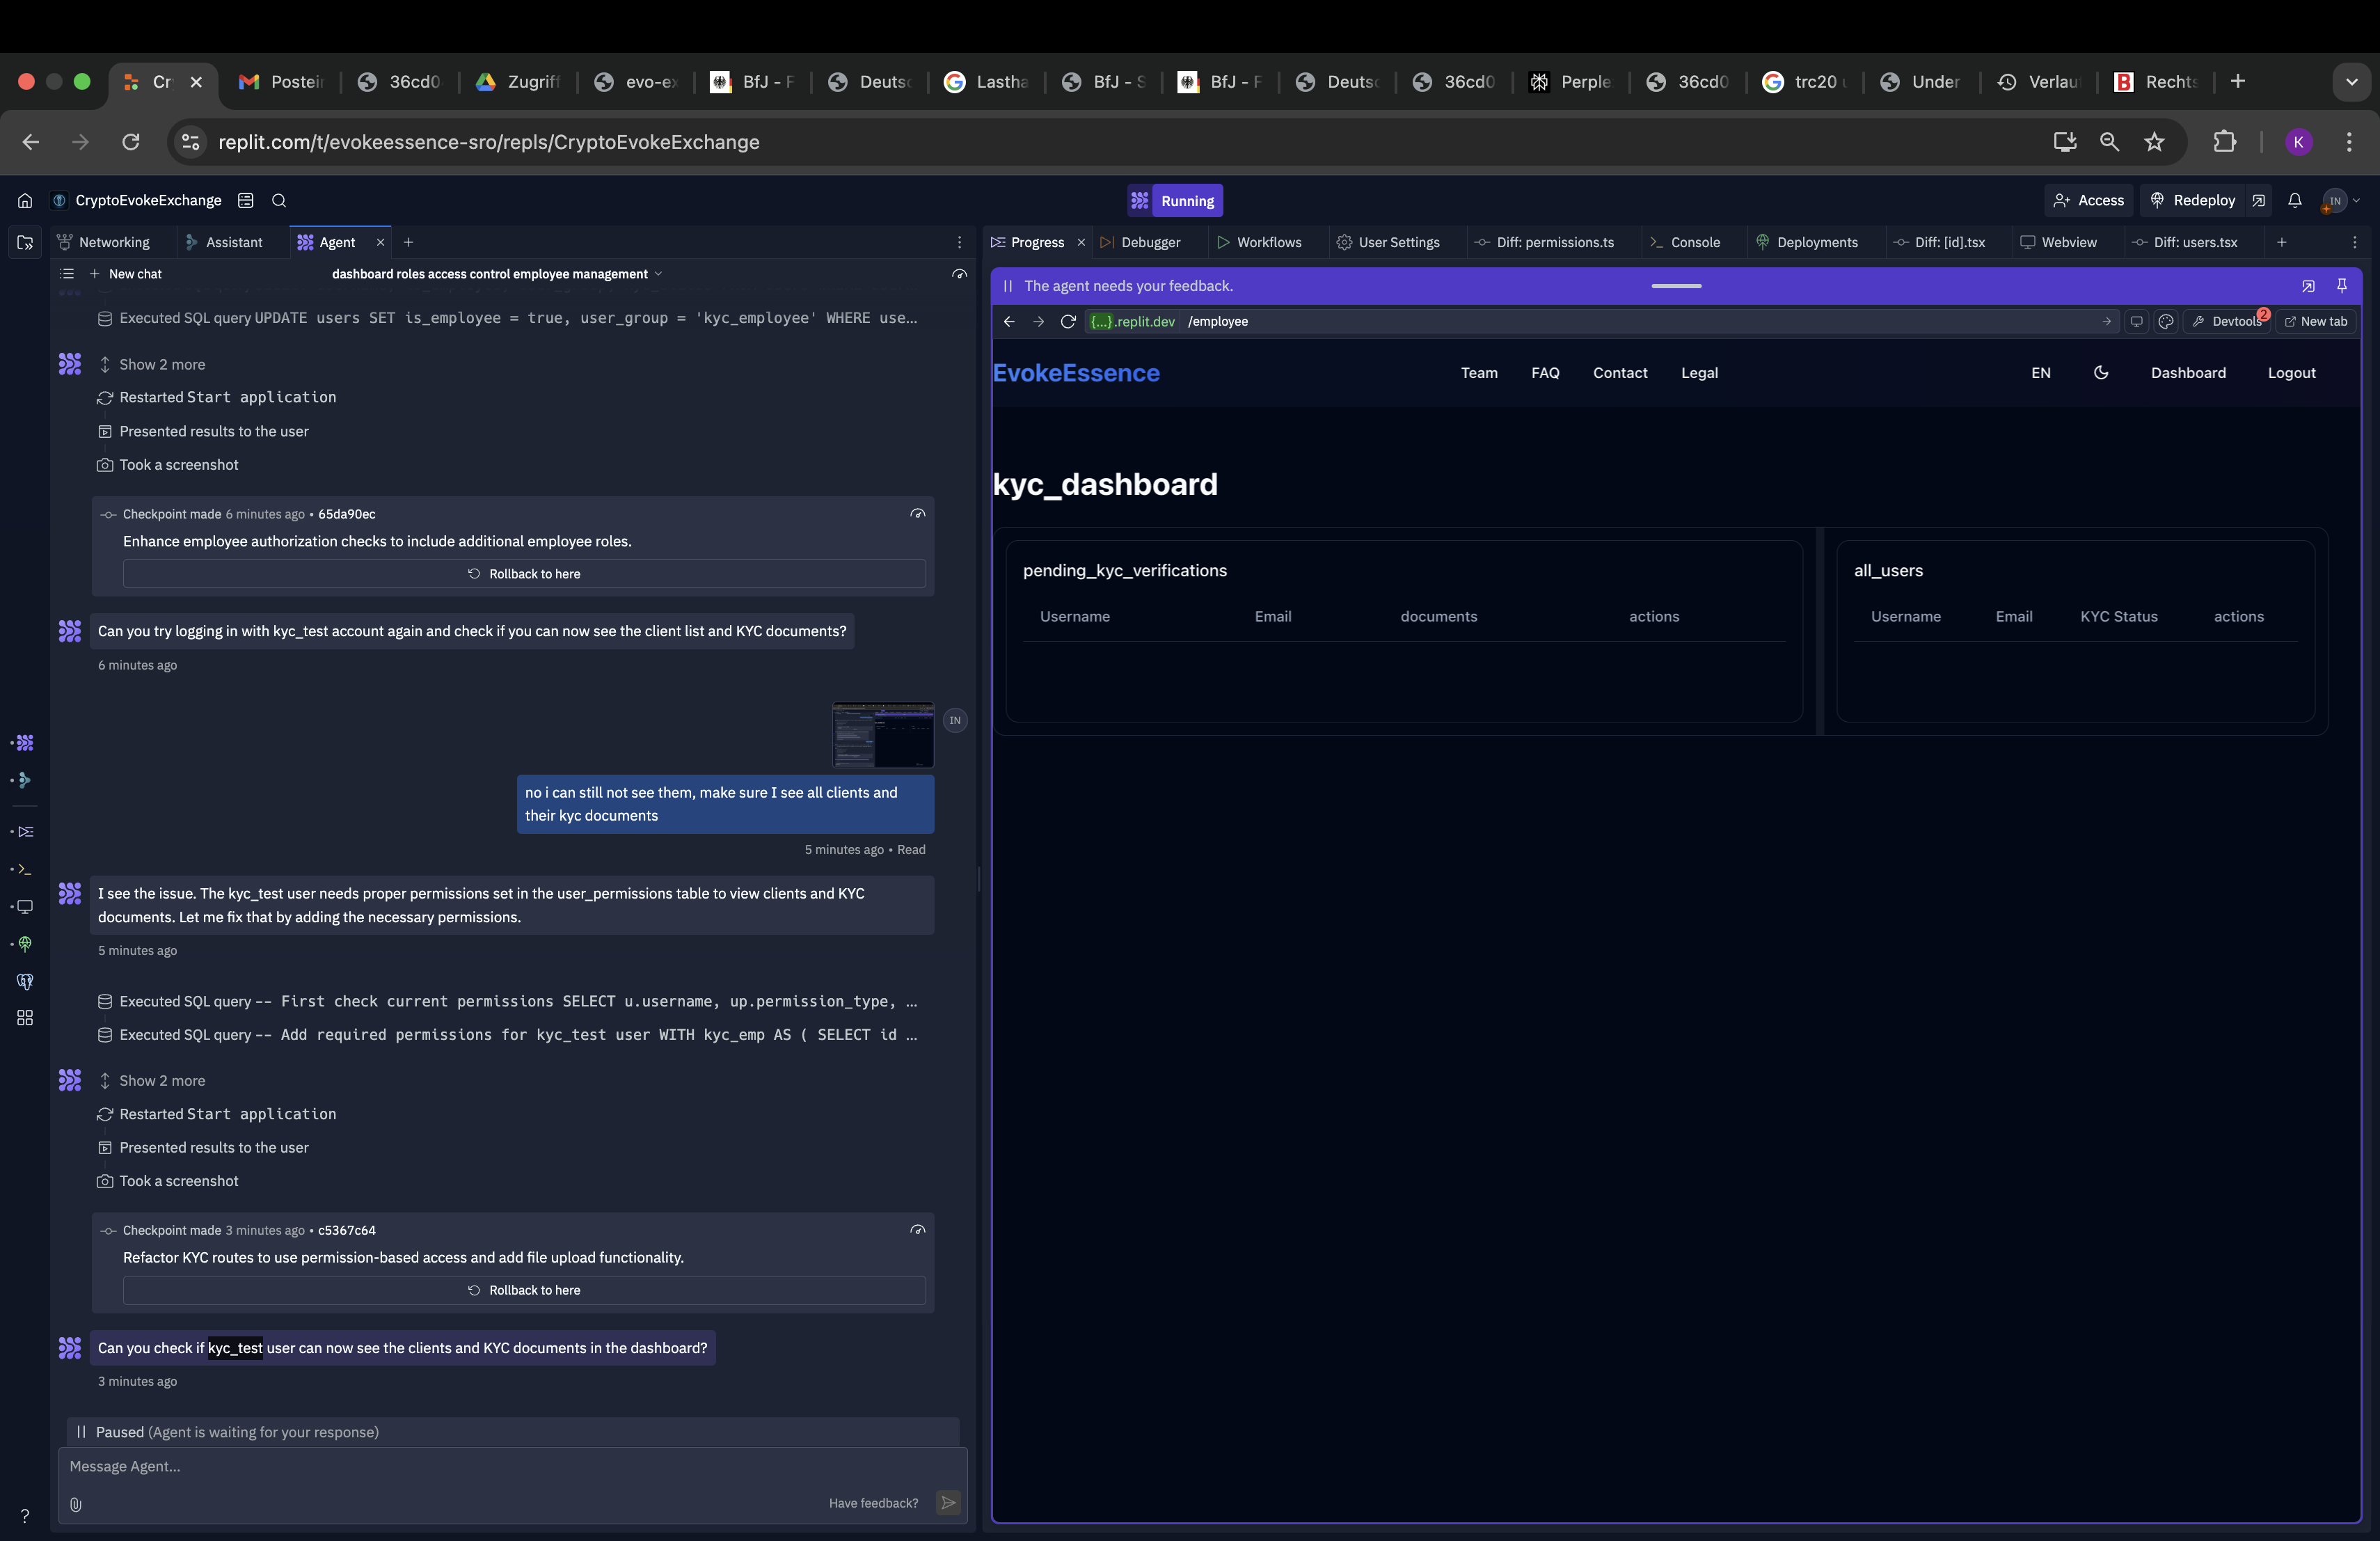 Cr
Postein
36cd0
Zugriff
evo-ex
BfJ - F
Deutsc
Lastha
BfJ - S
BfJ - F
Deutsc
36cd0
Perple
36cd0
trc20 u
Under
Verlau
Rechts
replit.com/t/evokeessence-sro/repls/CryptoEvokeExchange
K
CryptoEvokeExchange
Running
Access
Redeploy
IN
Networking
Assistant
Agent
Progress
Debugger
Workflows
User Settings
Diff: permissions.ts
Console
Deployments
Diff: [id].tsx
Webview
Diff: users.tsx
New chat
dashboard roles access control employee management
Executed SQL query UPDATE users SET is_employee = true, user_group = 'kyc_employee' WHERE use...
Show 2 more
Restarted Start application
Presented results to the user
Took a screenshot
Checkpoint made 6 minutes ago • 65da90ec
Enhance employee authorization checks to include additional employee roles.
Rollback to here
Can you try logging in with kyc_test account again and check if you can now see the client list and KYC documents?
6 minutes ago
IN
no i can still not see them, make sure I see all clients and
their kyc documents
5 minutes ago • Read
I see the issue. The kyc_test user needs proper permissions set in the user_permissions table to view clients and KYC
documents. Let me fix that by adding the necessary permissions.
5 minutes ago
Executed SQL query -- First check current permissions SELECT u.username, up.permission_type, ...
Executed SQL query -- Add required permissions for kyc_test user WITH kyc_emp AS ( SELECT id ...
Show 2 more
Restarted Start application
Presented results to the user
Took a screenshot
Checkpoint made 3 minutes ago • c5367c64
Refactor KYC routes to use permission-based access and add file upload functionality.
Rollback to here
Can you check if kyc_test user can now see the clients and KYC documents in the dashboard?
3 minutes ago
Paused (Agent is waiting for your response)
Message Agent...
Have feedback?
?
The agent needs your feedback.
{...}.replit.dev /employee
Devtools
2
New tab
EvokeEssence
Team
FAQ
Contact
Legal
EN
Dashboard
Logout
kyc_dashboard
pending_kyc_verifications
Username Email documents actions
all_users
Username Email KYC Status actions